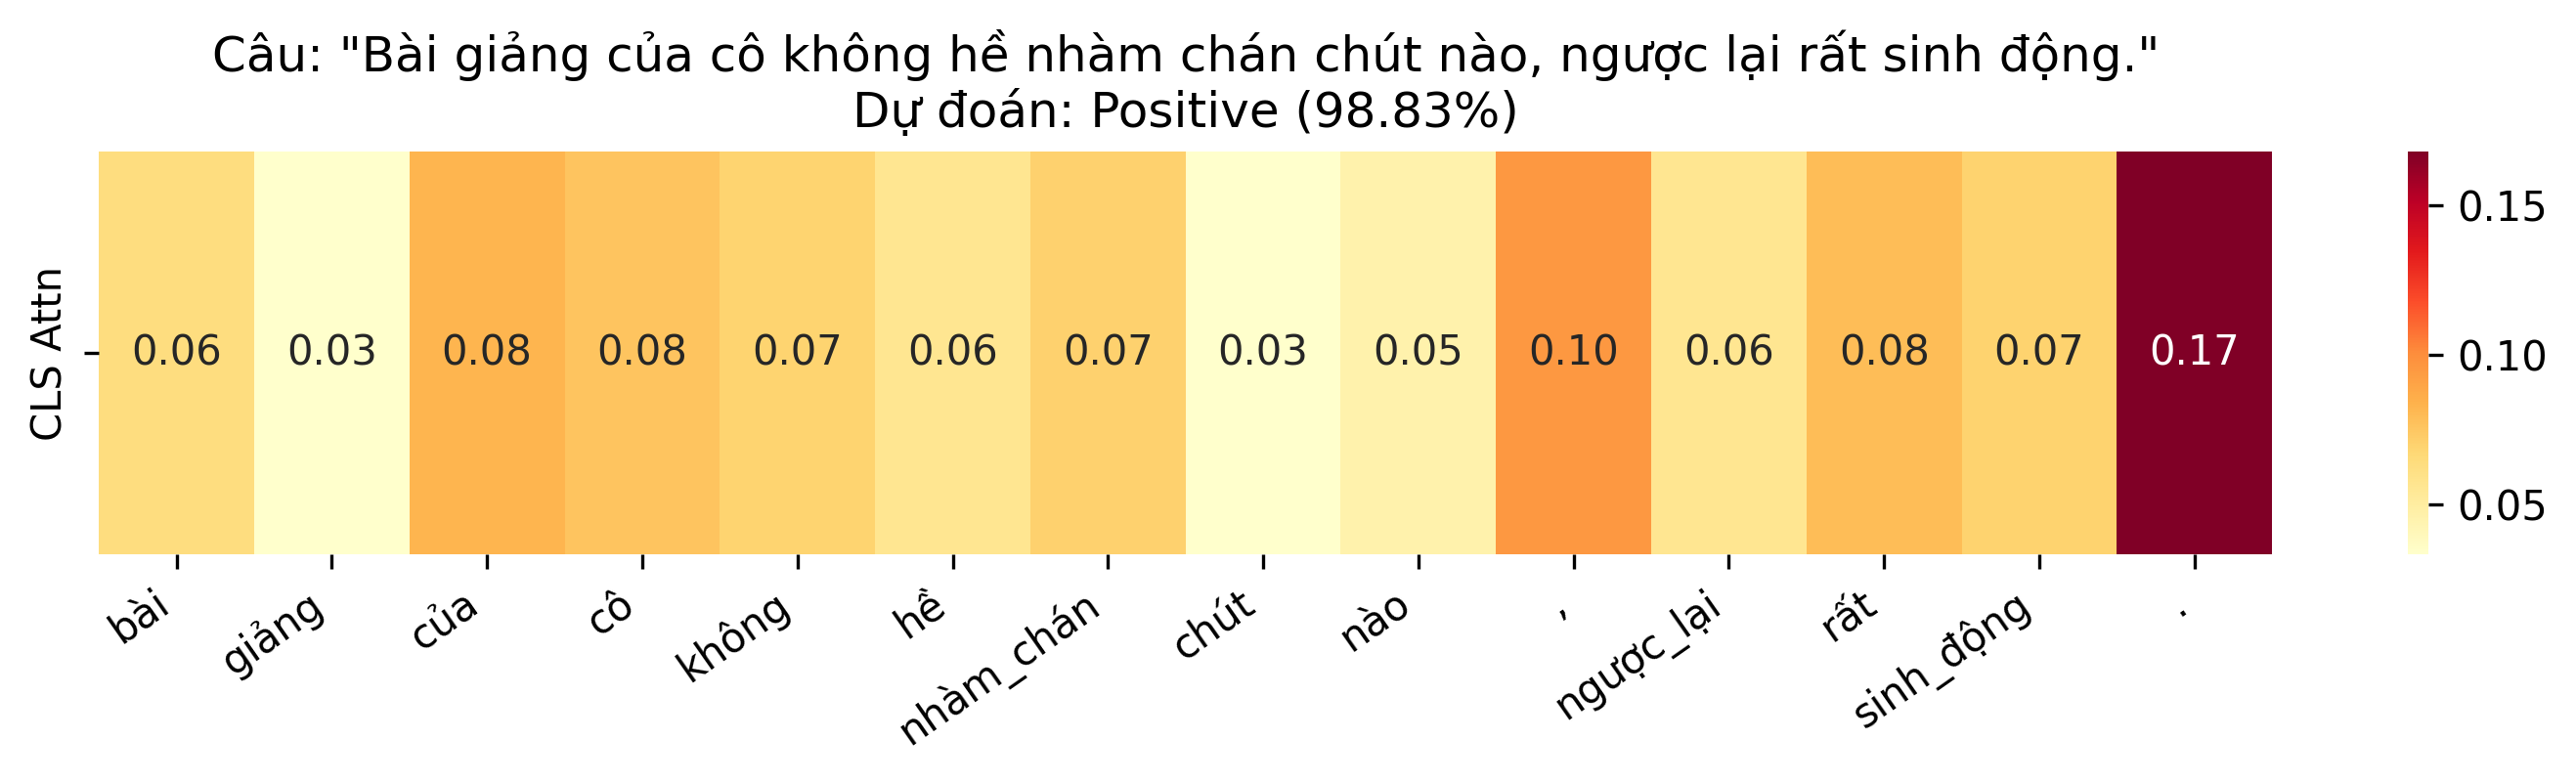 Câu: "Bài giảng của cô không hề nhàm chán chút nào, ngược lại rất sinh động."
Dự đoán: Positive (98.83%)
CLS Attn
0.06 0.03 0.08 0.08 0.07 0.06 0.07 0.03 0.05 0.10 0.06 0.08 0.07 0.17
bài giảng của cô không hề nhàm_chán chút nào , ngược_lại rất sinh_động .
0.15
0.10
0.05